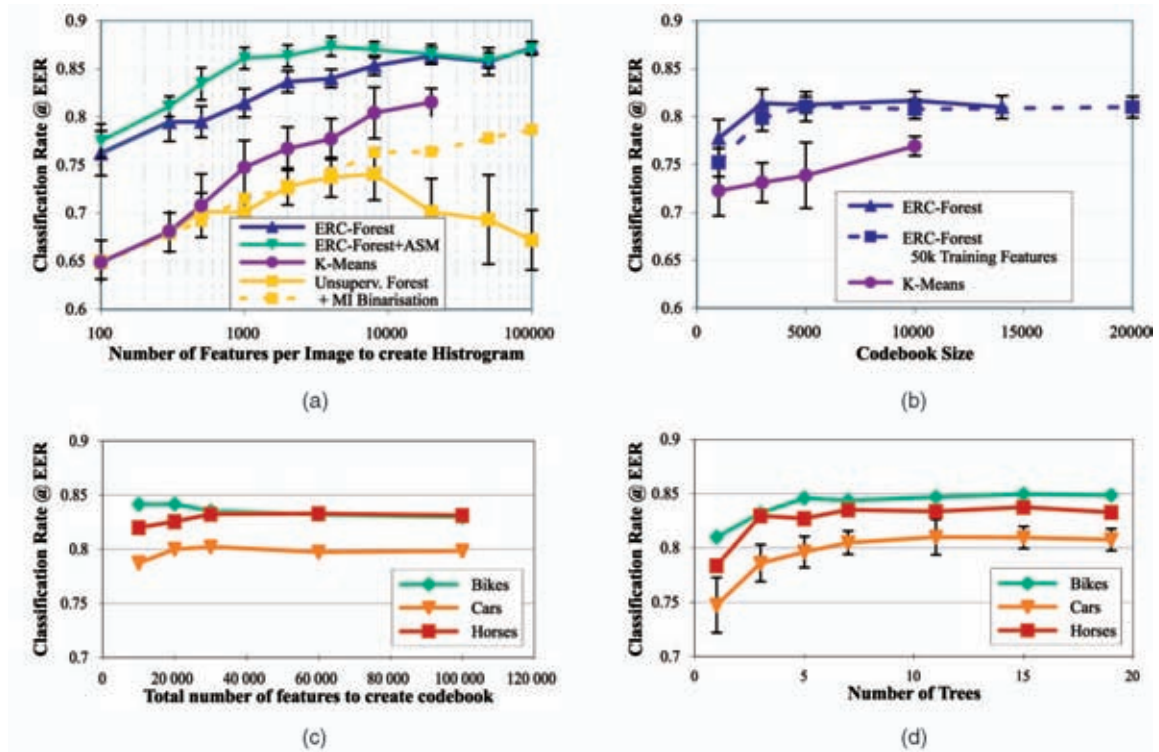 Classification Rate @ EER
0.9
0.85
0.8
0.75
0.7
0.65
0.6
100
1000
10000
100000
ERC-Forest
ERC-Forest+ASM
K-Means
Unsuperv. Forest
+ MI Binarisation
Number of Features per Image to create Histrogram
(a)
Classification Rate @ EER
0.9
0.85
0.8
0.75
0.7
0.65
0.6
0
5000
10000
15000
20000
ERC-Forest
ERC-Forest
50k Training Features
K-Means
Codebook Size
(b)
Classification Rate @ EER
0.9
0.85
0.8
0.75
0.7
0
20 000
40 000
60 000
80 000
100 000
120 000
Bikes
Cars
Horses
Total number of features to create codebook
(c)
Classification Rate @ EER
0.9
0.85
0.8
0.75
0.7
0
5
10
15
20
Bikes
Cars
Horses
Number of Trees
(d)